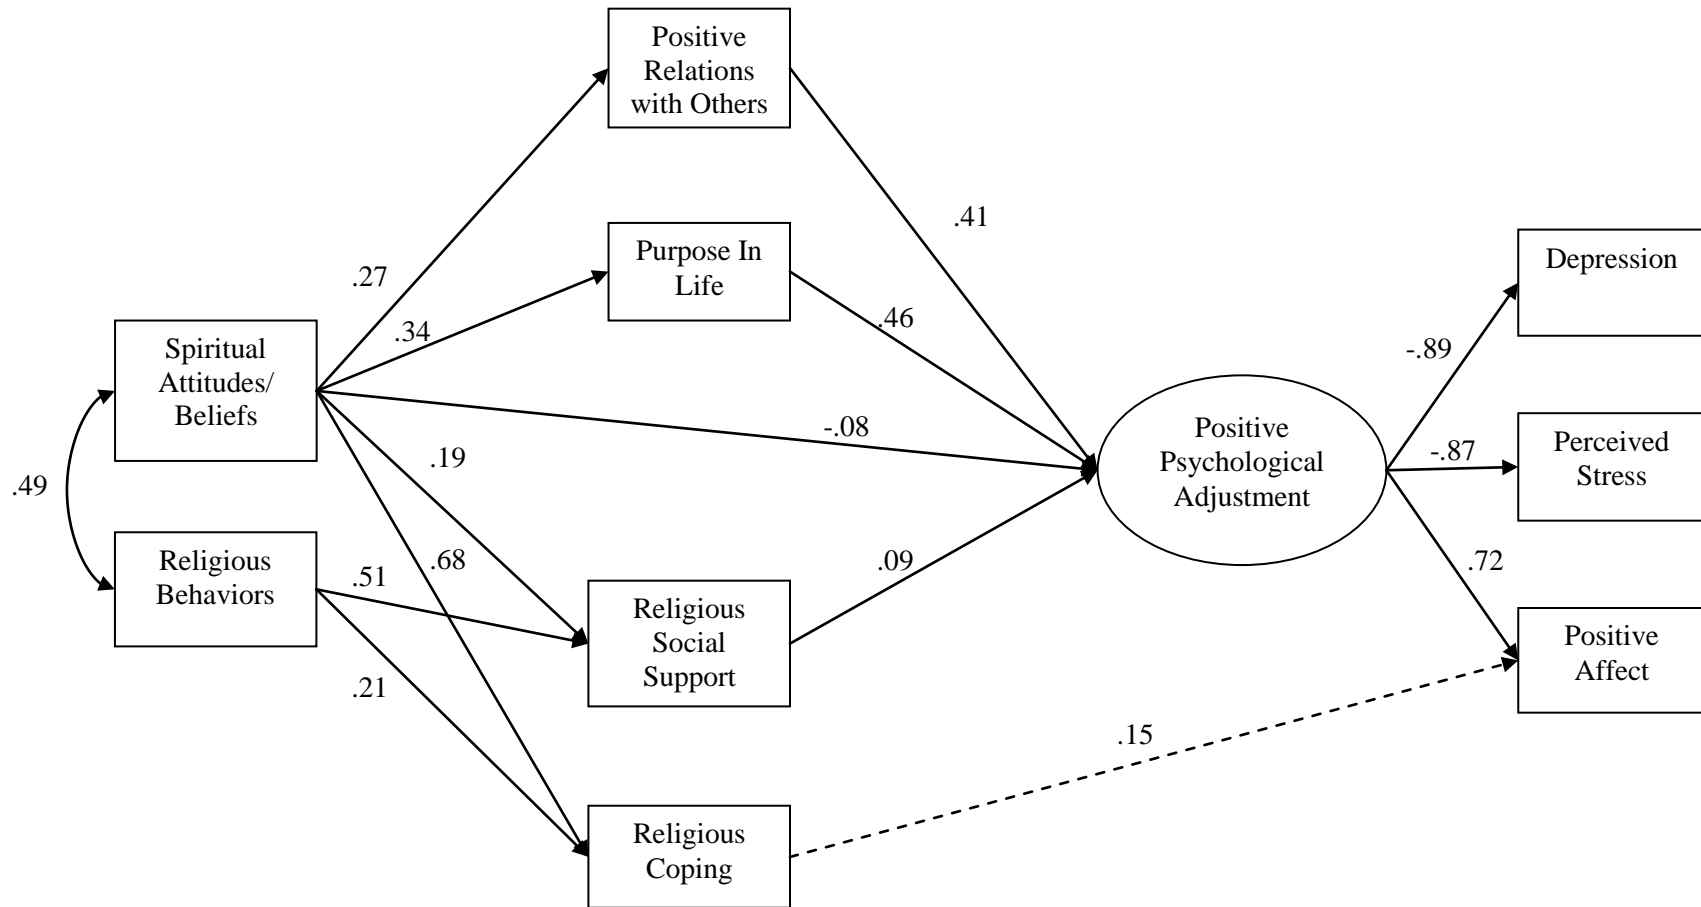 Positive
Relations
with Others
.41
Purpose In
Life
Depression
.27
.34
.46
-.89
Spiritual
Attitudes/
Beliefs
-.08
Positive
Psychological
Adjustment
-.87
Perceived
Stress
.19
.49
Religious
Behaviors
.51
.68
.09
.72
Religious
Social
Support
Positive
Affect
.21
.15
Religious
Coping